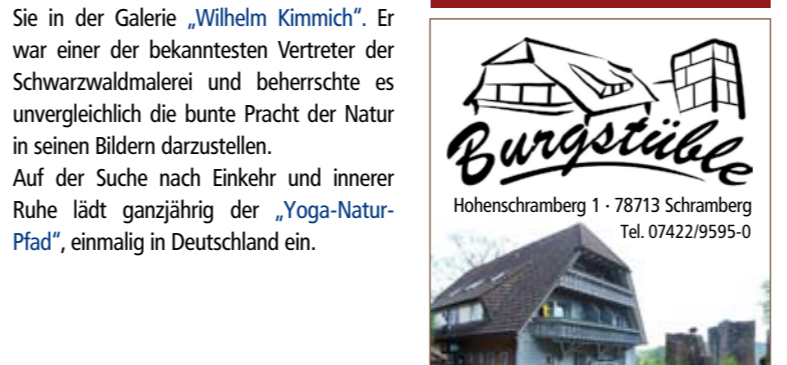 Sie in der Galerie „Wilhelm Kimmich“. Er
war einer der bekanntesten Vertreter der
Schwarzwaldmalerei und beherrschte es
unvergleichlich die bunte Pracht der Natur
in seinen Bildern darzustellen.
Auf der Suche nach Einkehr und innerer
Ruhe lädt ganzjährig der „Yoga-Natur-
Pfad“, einmalig in Deutschland ein.
Burgstüble
Hohenschramberg 1 · 78713 Schramberg
Tel. 07422/9595-0